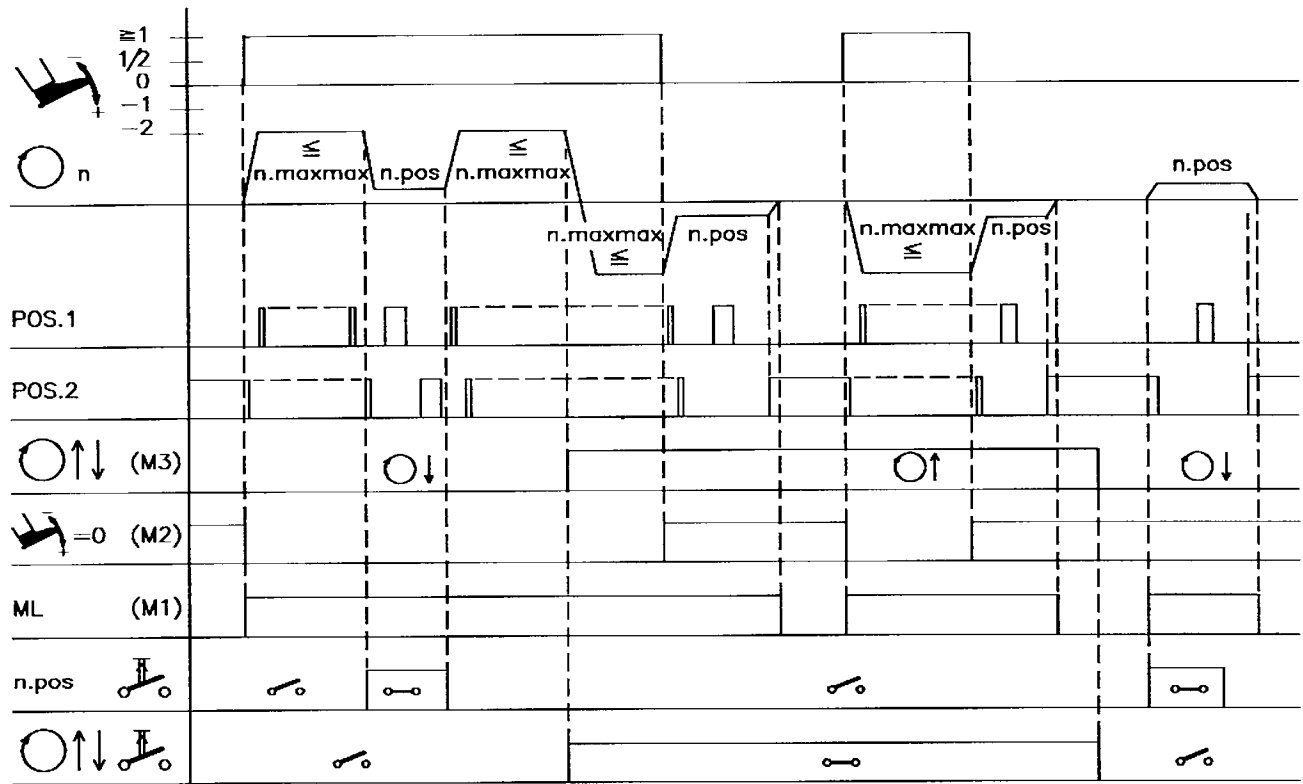 ≧1
1/2
0
−1
−2
− +
n
≦ n.maxmax
n.pos
≦ n.maxmax
n.maxmax ≦
n.pos
n.maxmax ≦
n.pos
n.pos
POS.1
POS.2
↑↓ (M3)
↓
↑
↓
− + =0 (M2)
ML (M1)
n.pos
↑↓